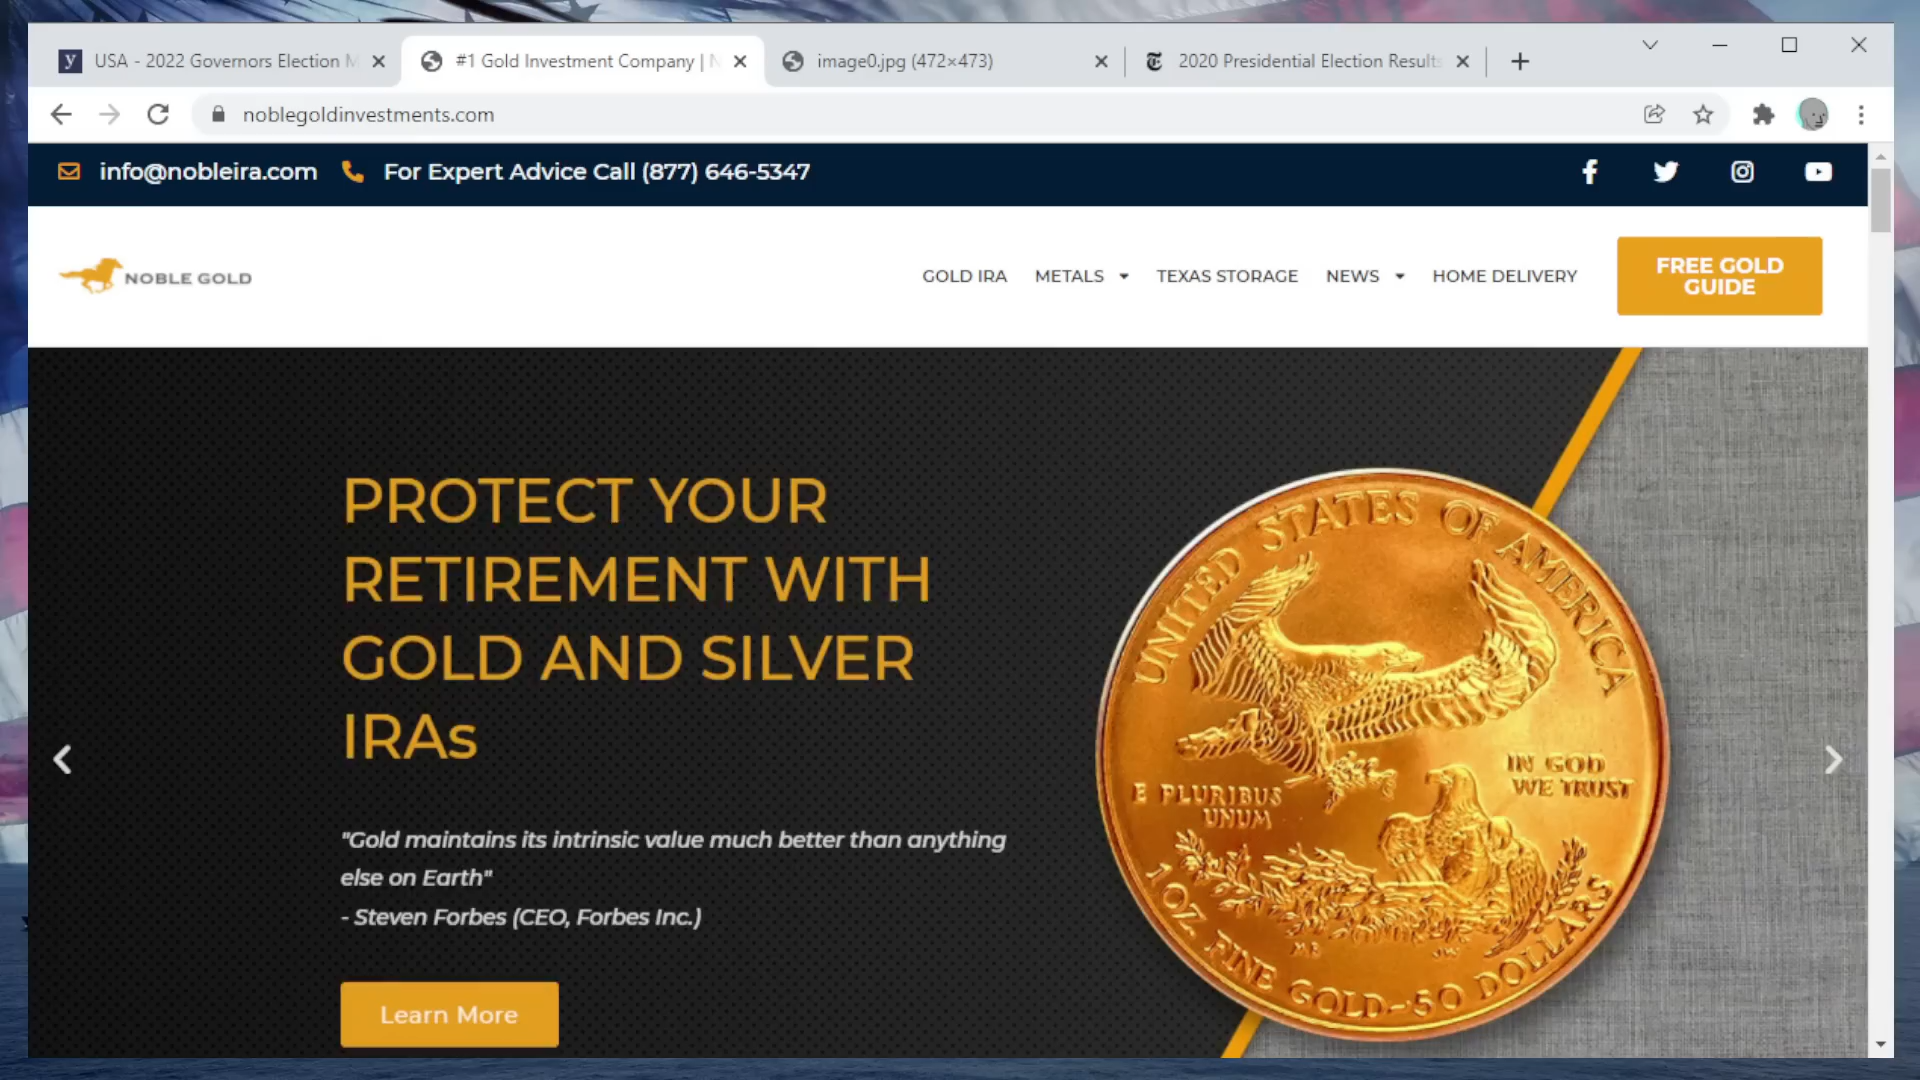 USA - 2022 Governors Election M
#1 Gold Investment Company | N
image0.jpg (472×473)
2020 Presidential Election Results
noblegoldinvestments.com
info@nobleira.com For Expert Advice Call (877) 646-5347
NOBLE GOLD
GOLD IRA METALS TEXAS STORAGE NEWS HOME DELIVERY
FREE GOLD
GUIDE
PROTECT YOUR
RETIREMENT WITH
GOLD AND SILVER
IRAs
"Gold maintains its intrinsic value much better than anything
else on Earth"
- Steven Forbes (CEO, Forbes Inc.)
Learn More
UNITED STATES OF AMERICA
IN GOD
WE TRUST
E PLURIBUS
UNUM
1 OZ. FINE GOLD~50 DOLLARS